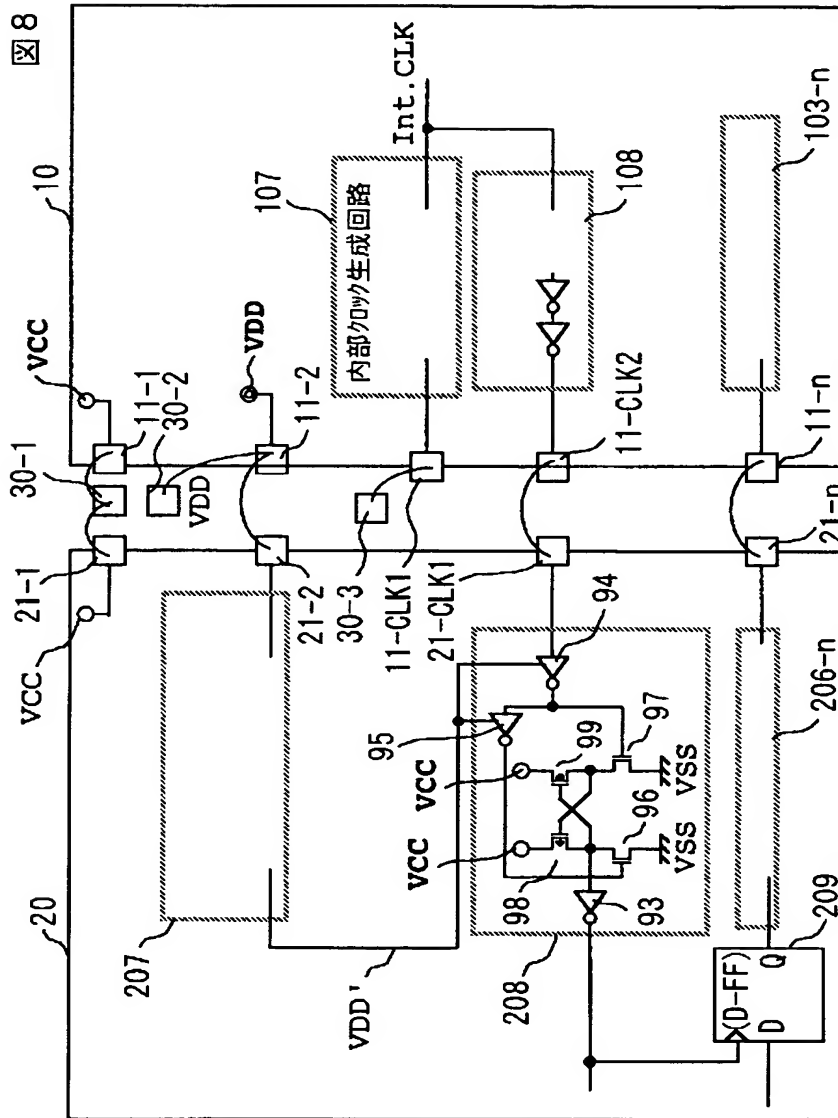 図8
20
10
VCC
21-1
30-1
11-1
30-2
VCC
VDD
207
21-2
11-2
VDD
VDD'
30-3
11-CLK1
21-CLK1
107
内部クロック生成回路
Int.CLK
108
11-CLK2
94
95
VCC
VCC
99
98
97
96
VSS
VSS
93
208
(D-FF)
D
Q
209
206-n
21-n
11-n
103-n